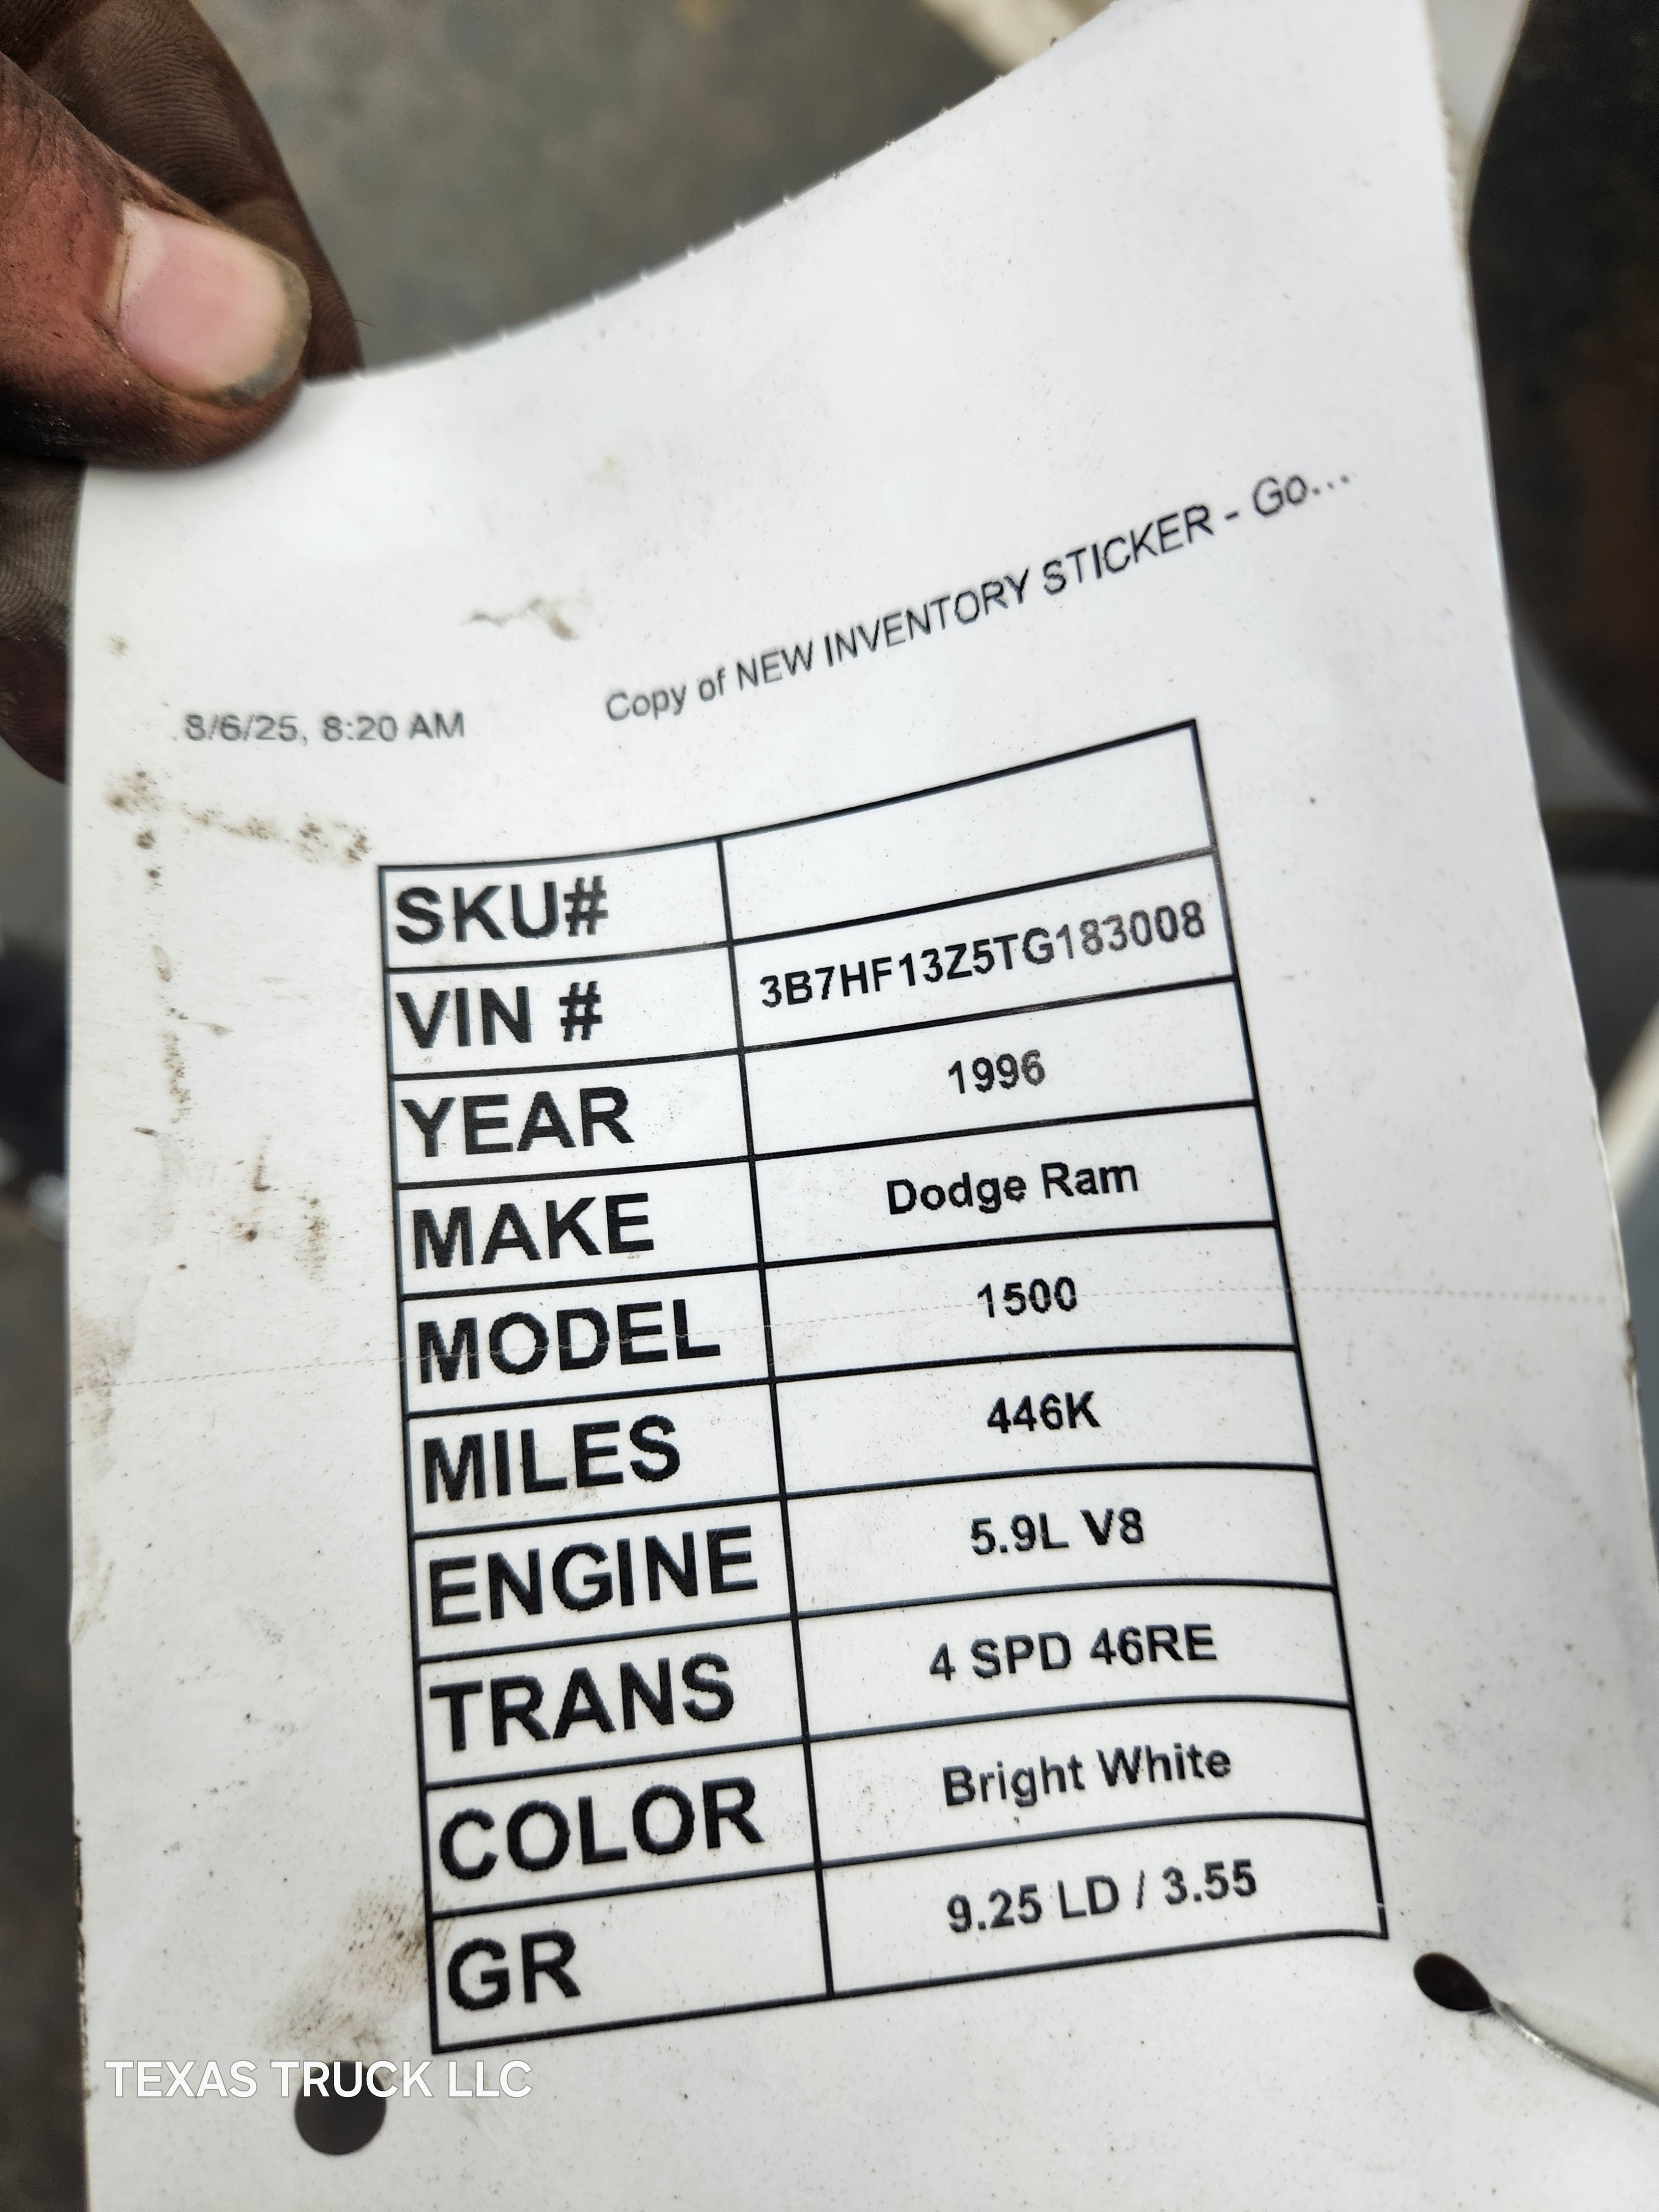 8/6/25, 8:20 AM Copy of NEW INVENTORY STICKER - Go...
SKU#
VIN # 3B7HF13Z5TG183008
YEAR 1996
MAKE Dodge Ram
MODEL 1500
MILES 446K
ENGINE 5.9L V8
TRANS 4 SPD 46RE
COLOR Bright White
GR 9.25 LD / 3.55
TEXAS TRUCK LLC